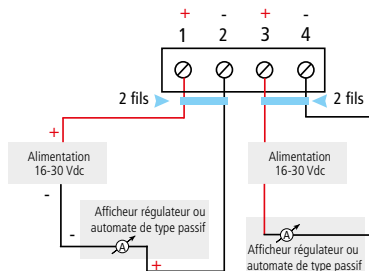 + - + -
1 2 3 4
2 fils 2 fils
+
Alimentation
16-30 Vdc
Alimentation
16-30 Vdc
-
-
Afficheur régulateur ou
automate de type passif
A
+
A
Afficheur régulateur ou
automate de type passif